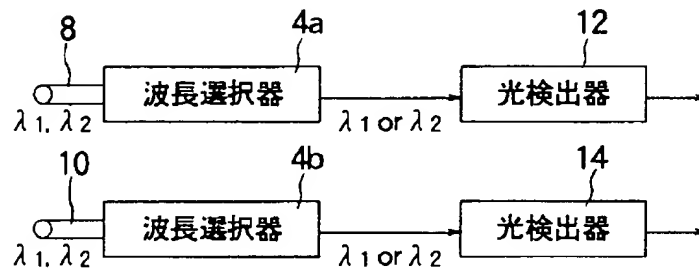 8 4a 12
波長選択器 光検出器
λ1, λ2 λ1 or λ2
10 4b 14
波長選択器 光検出器
λ1, λ2 λ1 or λ2